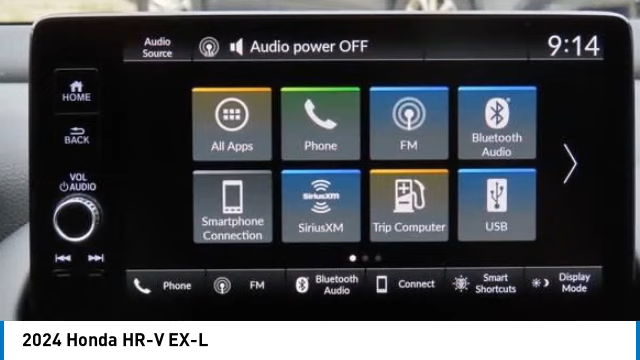 Audio
Source
Audio power OFF
9:14
HOME
BACK
VOL
AUDIO
All Apps
Phone
FM
Bluetooth
Audio
Smartphone
Connection
SiriusXM
SiriusXM
Trip Computer
USB
Phone
FM
Bluetooth
Audio
Connect
Smart
Shortcuts
Display
Mode
2024 Honda HR-V EX-L